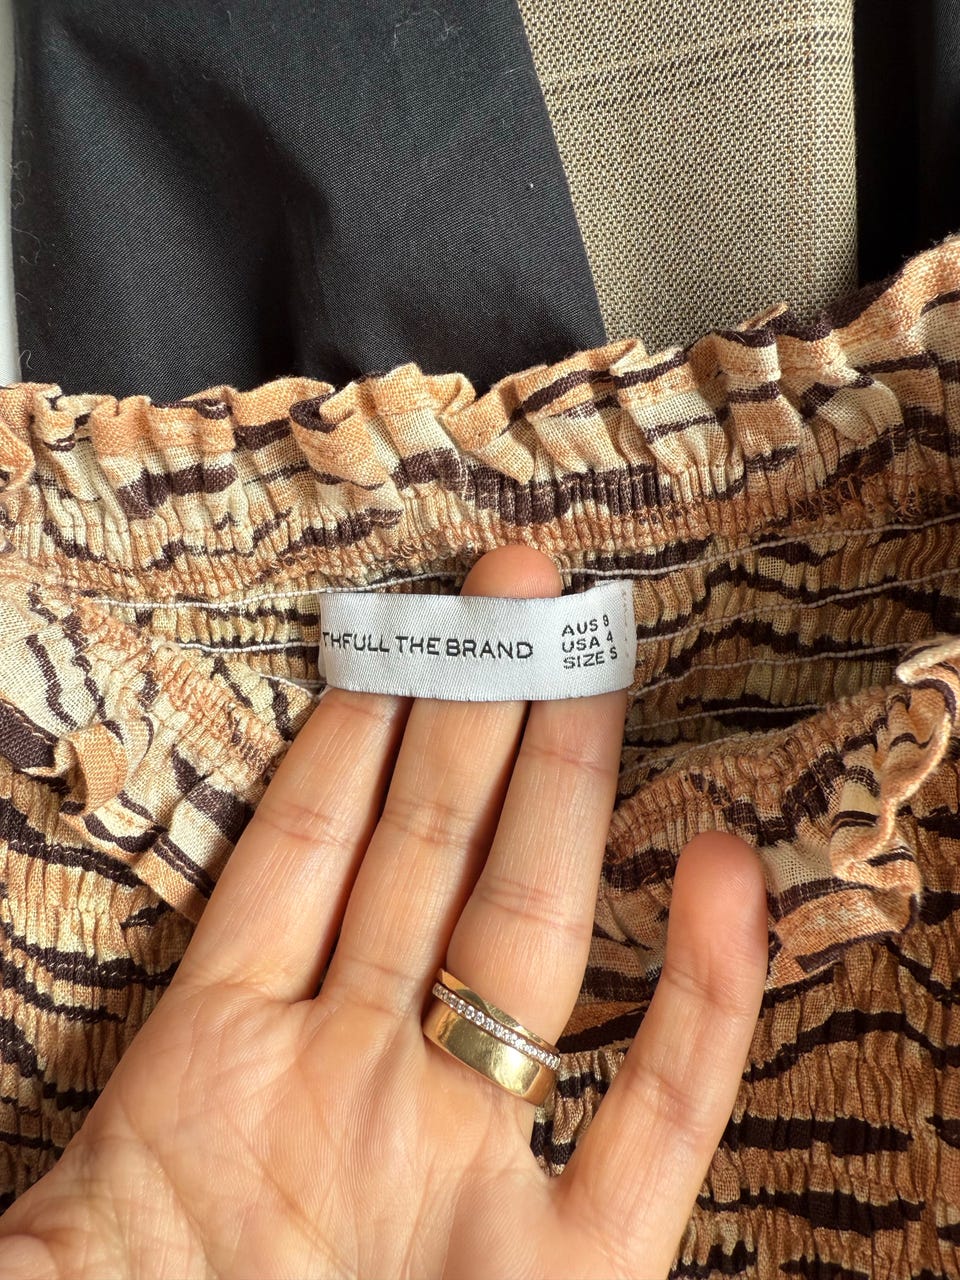 THFULL THE BRAND
AUS 8
USA 4
SIZE S